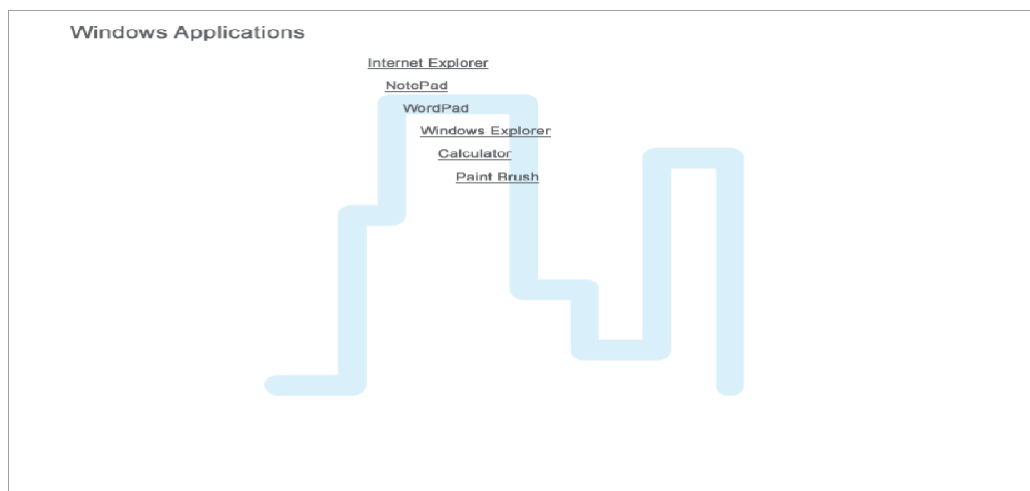 Windows Applications
Internet Explorer
NotePad
WordPad
Windows Explorer
Calculator
Paint Brush